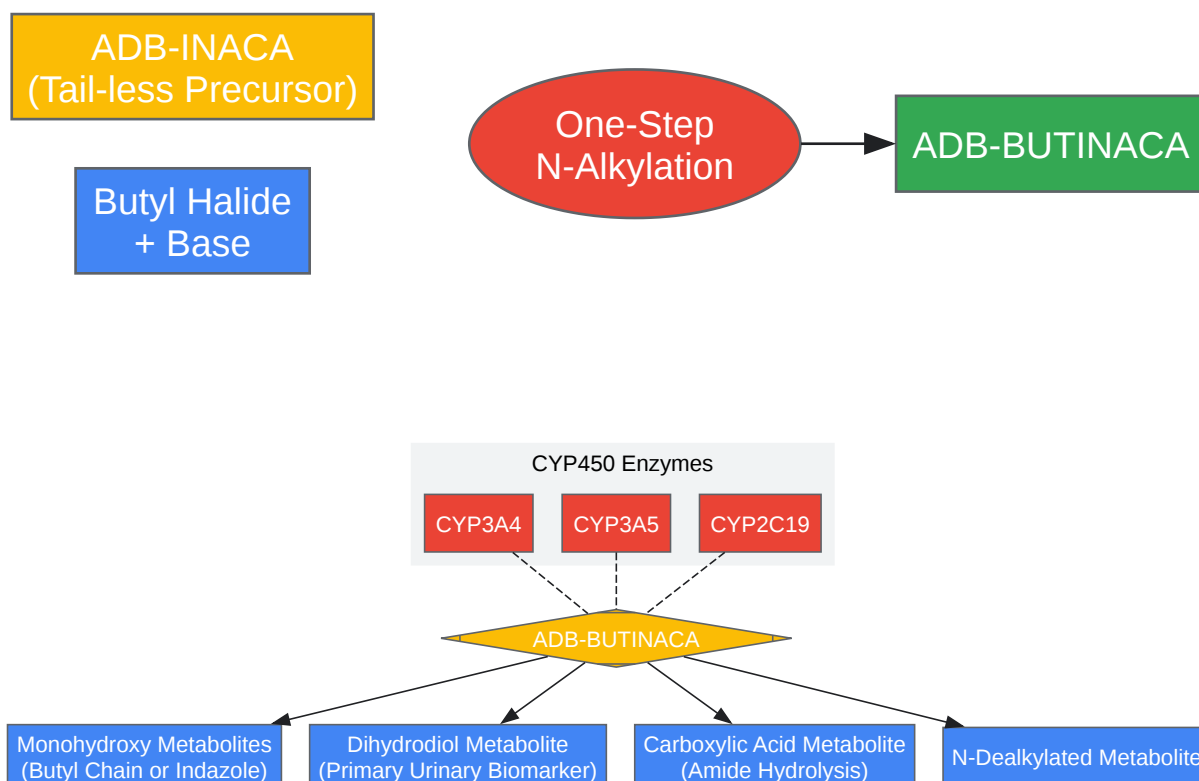 ADB-INACA
(Tail-less Precursor)
One-Step
N-Alkylation
ADB-BUTINACA
Butyl Halide
+ Base
CYP450 Enzymes
CYP3A4
CYP3A5
CYP2C19
ADB-BUTINACA
Monohydroxy Metabolites
(Butyl Chain or Indazole)
Dihydrodiol Metabolite
(Primary Urinary Biomarker)
Carboxylic Acid Metabolite
(Amide Hydrolysis)
N-Dealkylated Metabolite